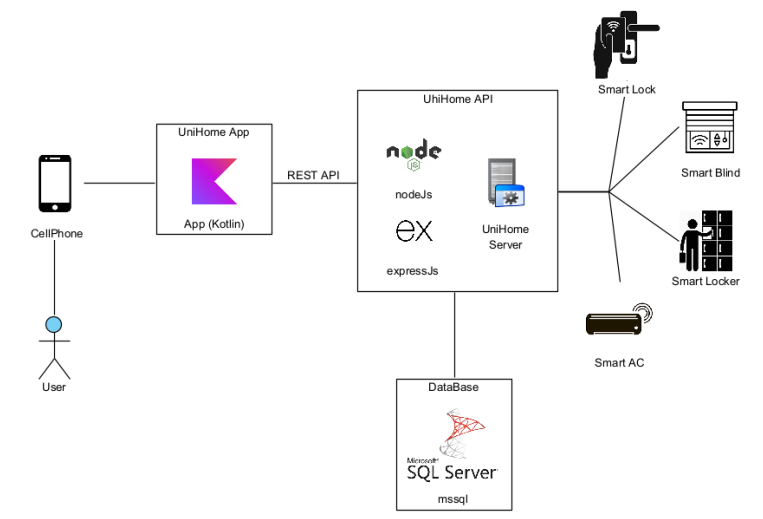 Smart Lock
UhiHome API
UniHome App
node
JS
nodeJs
Smart Blind
REST API
App (Kotlin)
UniHome
Server
CellPhone
ex
expressJs
Smart Locker
Smart AC
User
DataBase
Microsoft*
SQL Server
mssql